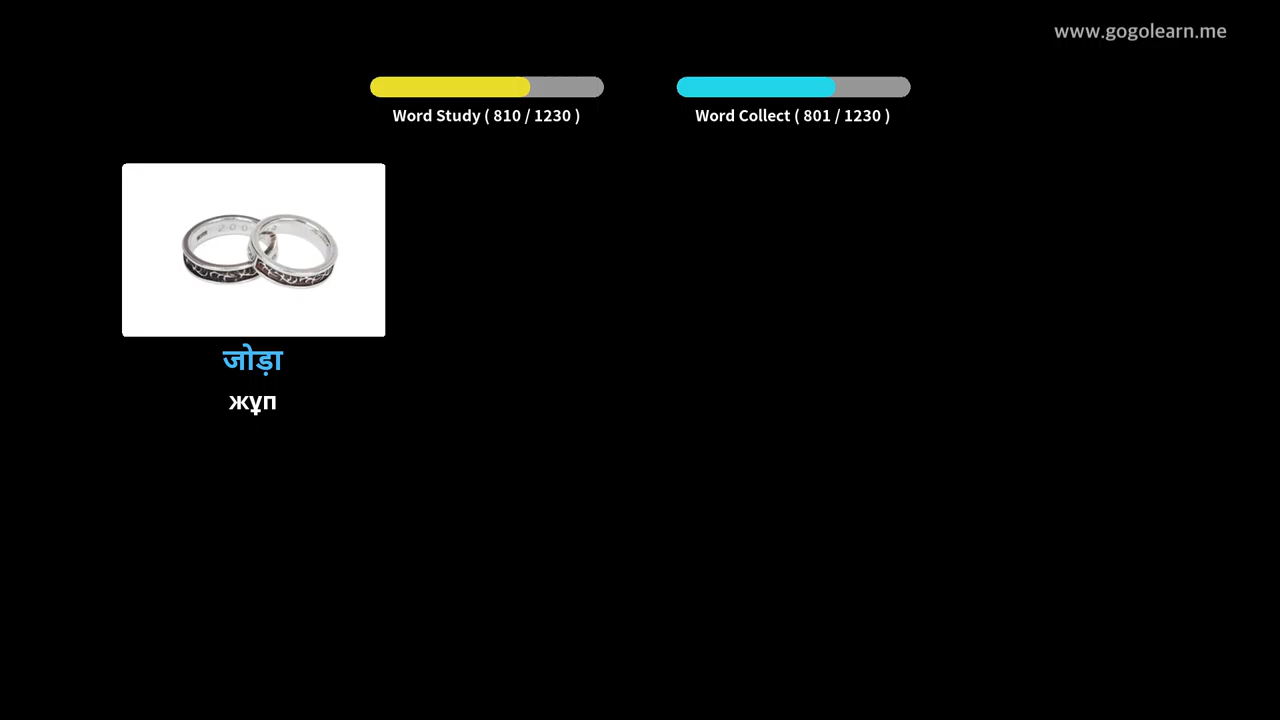 www.gogolearn.me
Word Study ( 810 / 1230 )
Word Collect ( 801 / 1230 )
जोड़ा
жұп